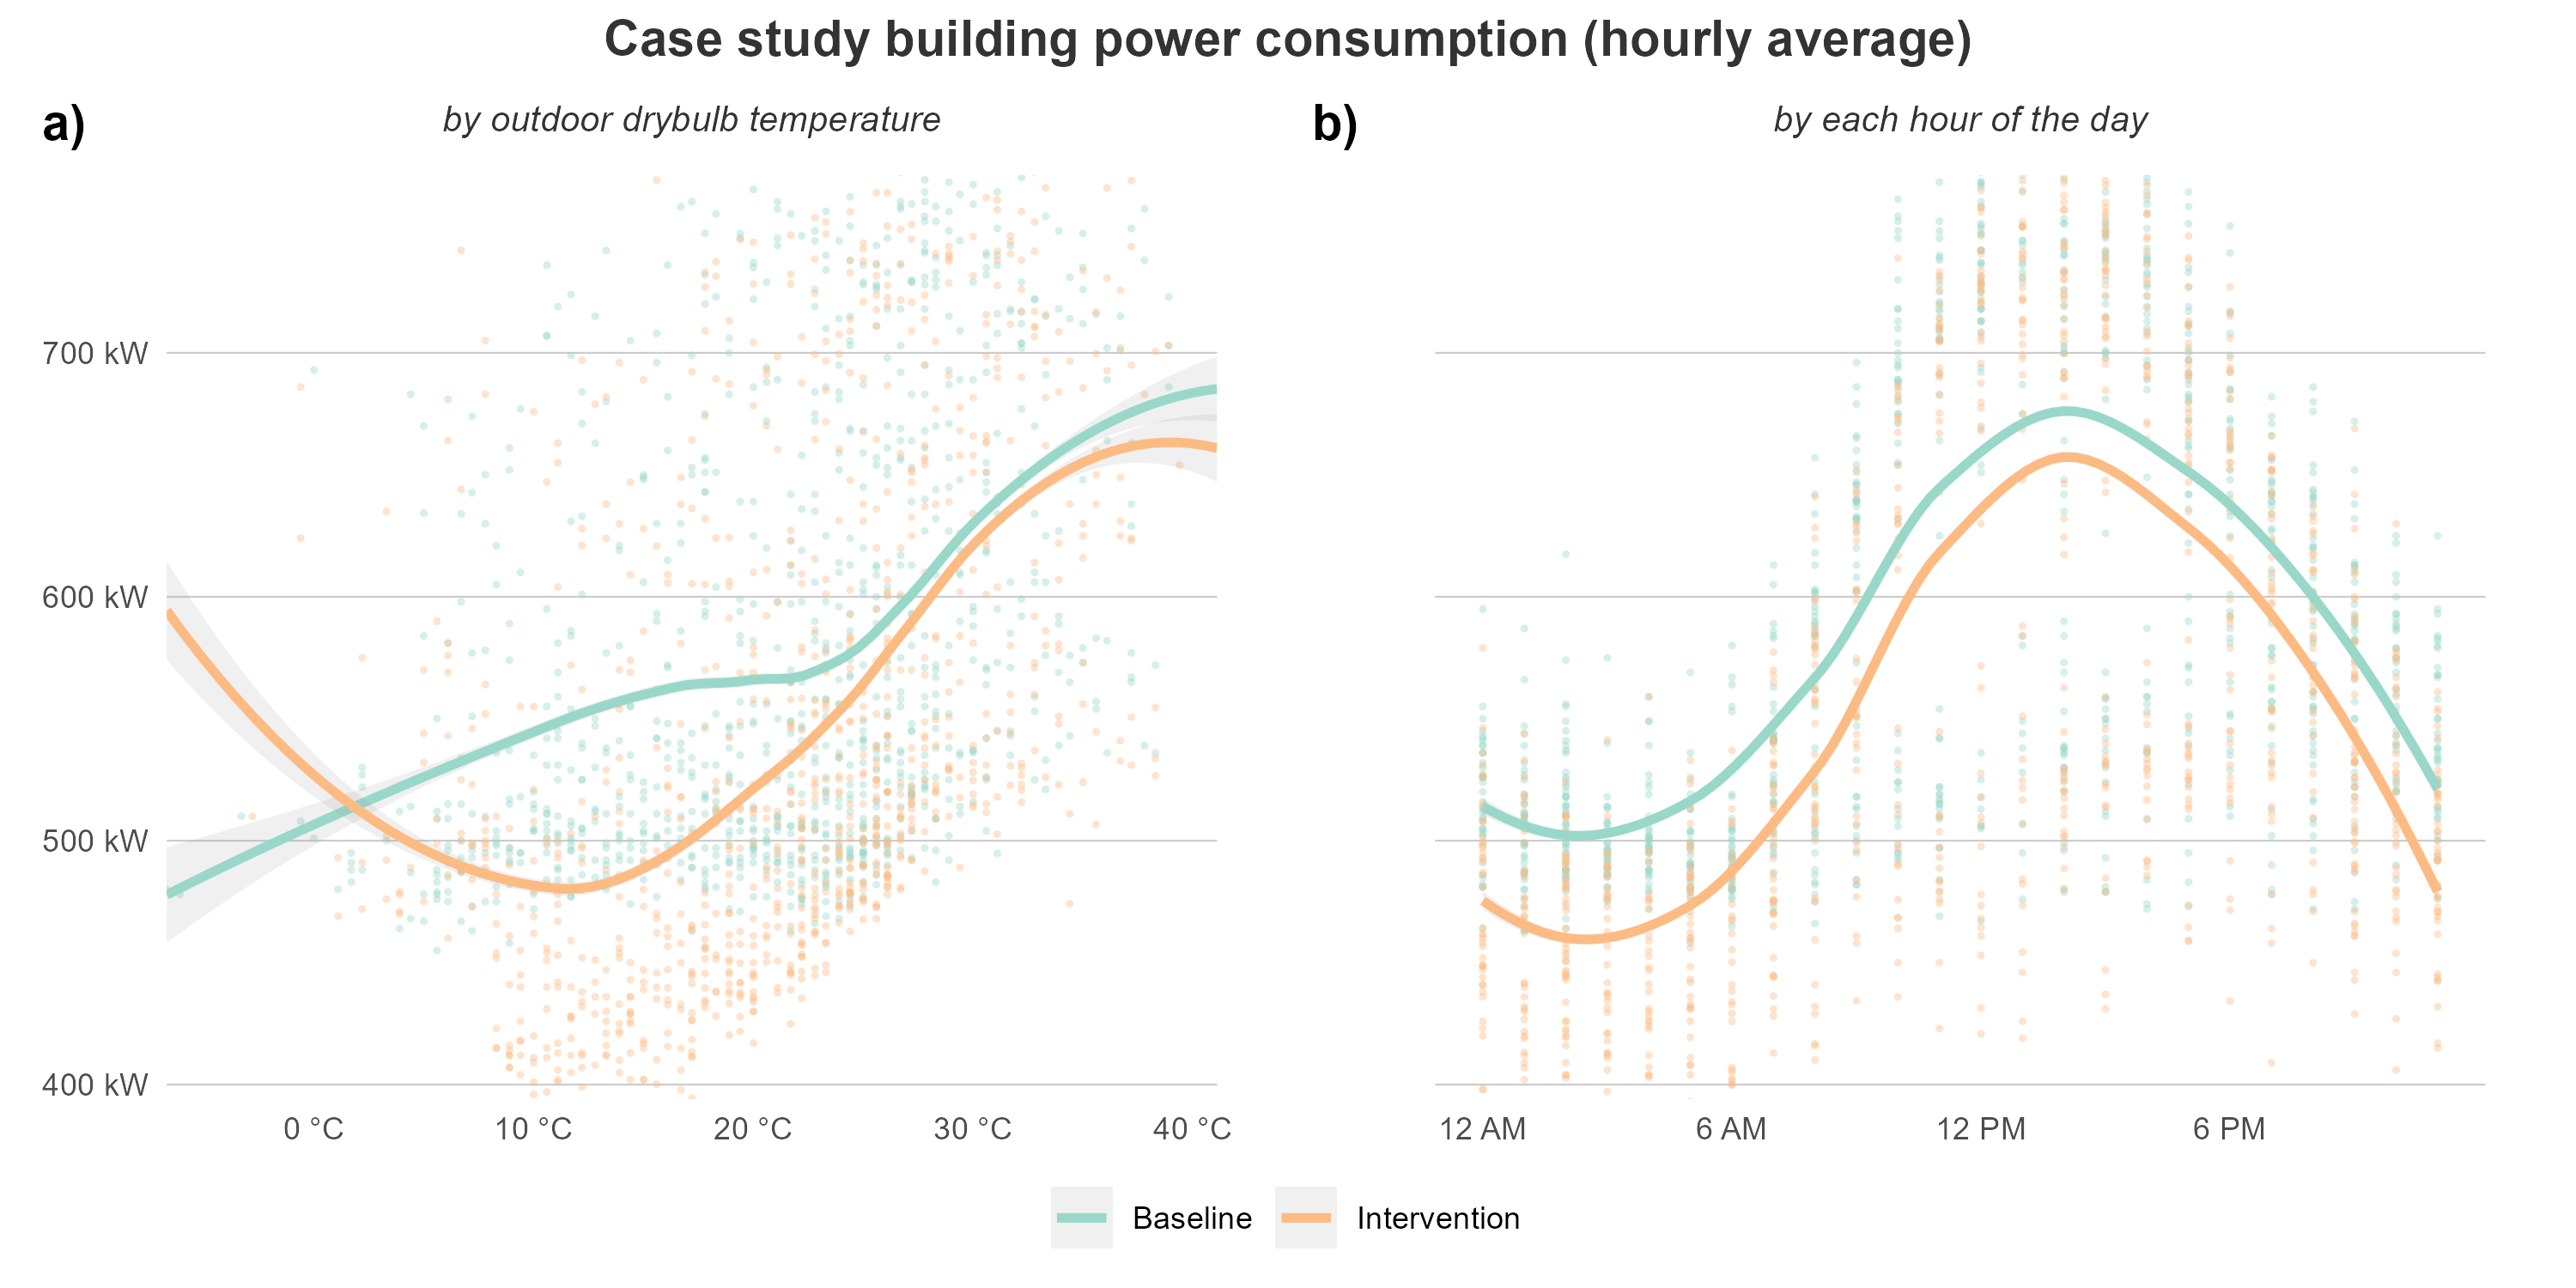 Case study building power consumption (hourly average)
a)
by outdoor drybulb temperature
b)
by each hour of the day
700 kW
600 kW
500 kW
400 kW
0 °C 10 °C 20 °C 30 °C 40 °C
12 AM 6 AM 12 PM 6 PM
Baseline Intervention